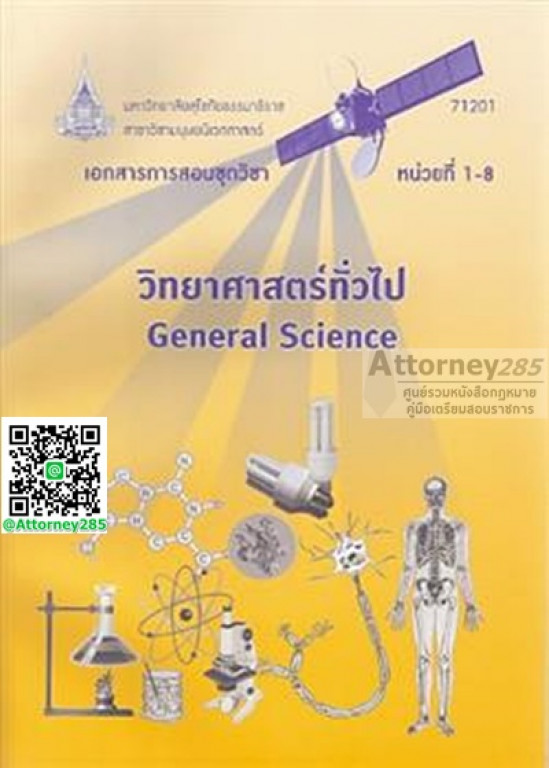 มหาวิทยาลัยสุโขทัยธรรมาธิราช
71201
สาขาวิชามนุษยนิเวศศาสตร์
เอกสารการสอนชุดวิชา
หน่วยที่ 1-8
วิทยาศาสตร์ทั่วไป
General Science
Attorney285
ศูนย์รวมหนังสือกฎหมาย
คู่มือเตรียมสอบราชการ
@Attorney285